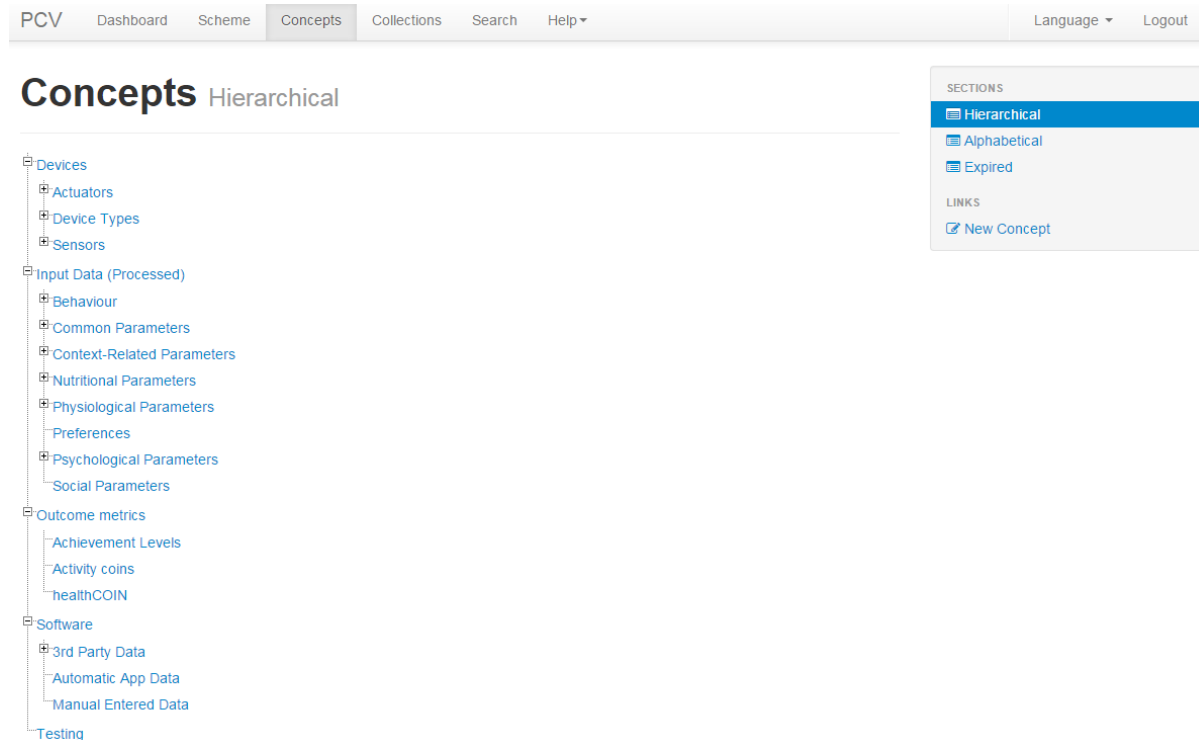 PCV Dashboard Scheme Concepts Collections Search Help Language Logout
Concepts Hierarchical
Devices
Actuators
Device Types
Sensors
Input Data (Processed)
Behaviour
Common Parameters
Context-Related Parameters
Nutritional Parameters
Physiological Parameters
Preferences
Psychological Parameters
Social Parameters
Outcome metrics
Achievement Levels
Activity coins
healthCOIN
Software
3rd Party Data
Automatic App Data
Manual Entered Data
Testing
SECTIONS
Hierarchical
Alphabetical
Expired
LINKS
New Concept